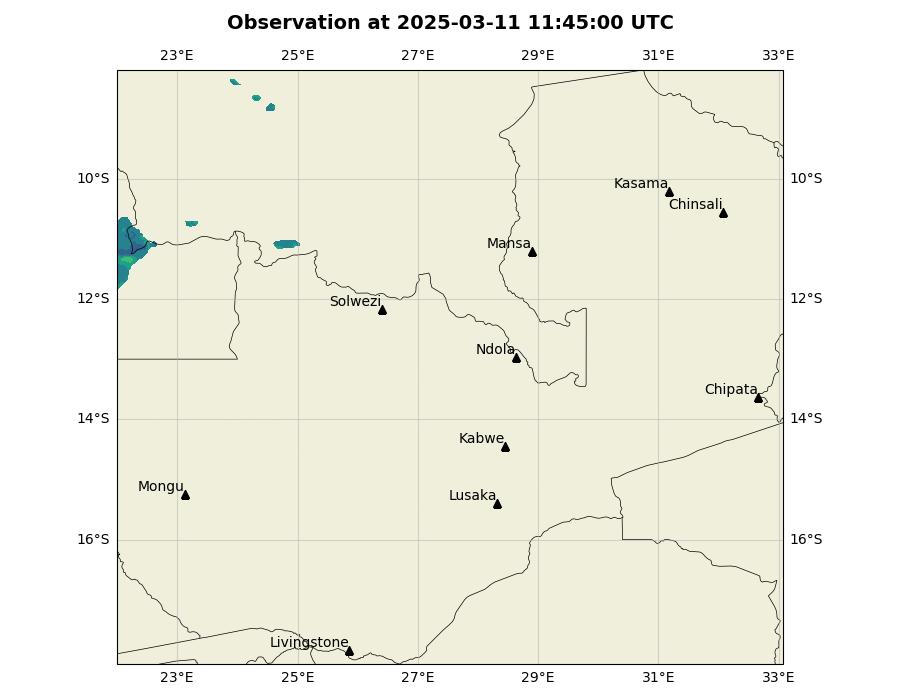 Observation at 2025-03-11 11:45:00 UTC
23°E 25°E 27°E 29°E 31°E 33°E
10°S 10°S
Kasama
Chinsali
Mansa
12°S 12°S
Solwezi
Ndola
Chipata
14°S 14°S
Kabwe
Mongu
Lusaka
16°S 16°S
Livingstone
23°E 25°E 27°E 29°E 31°E 33°E